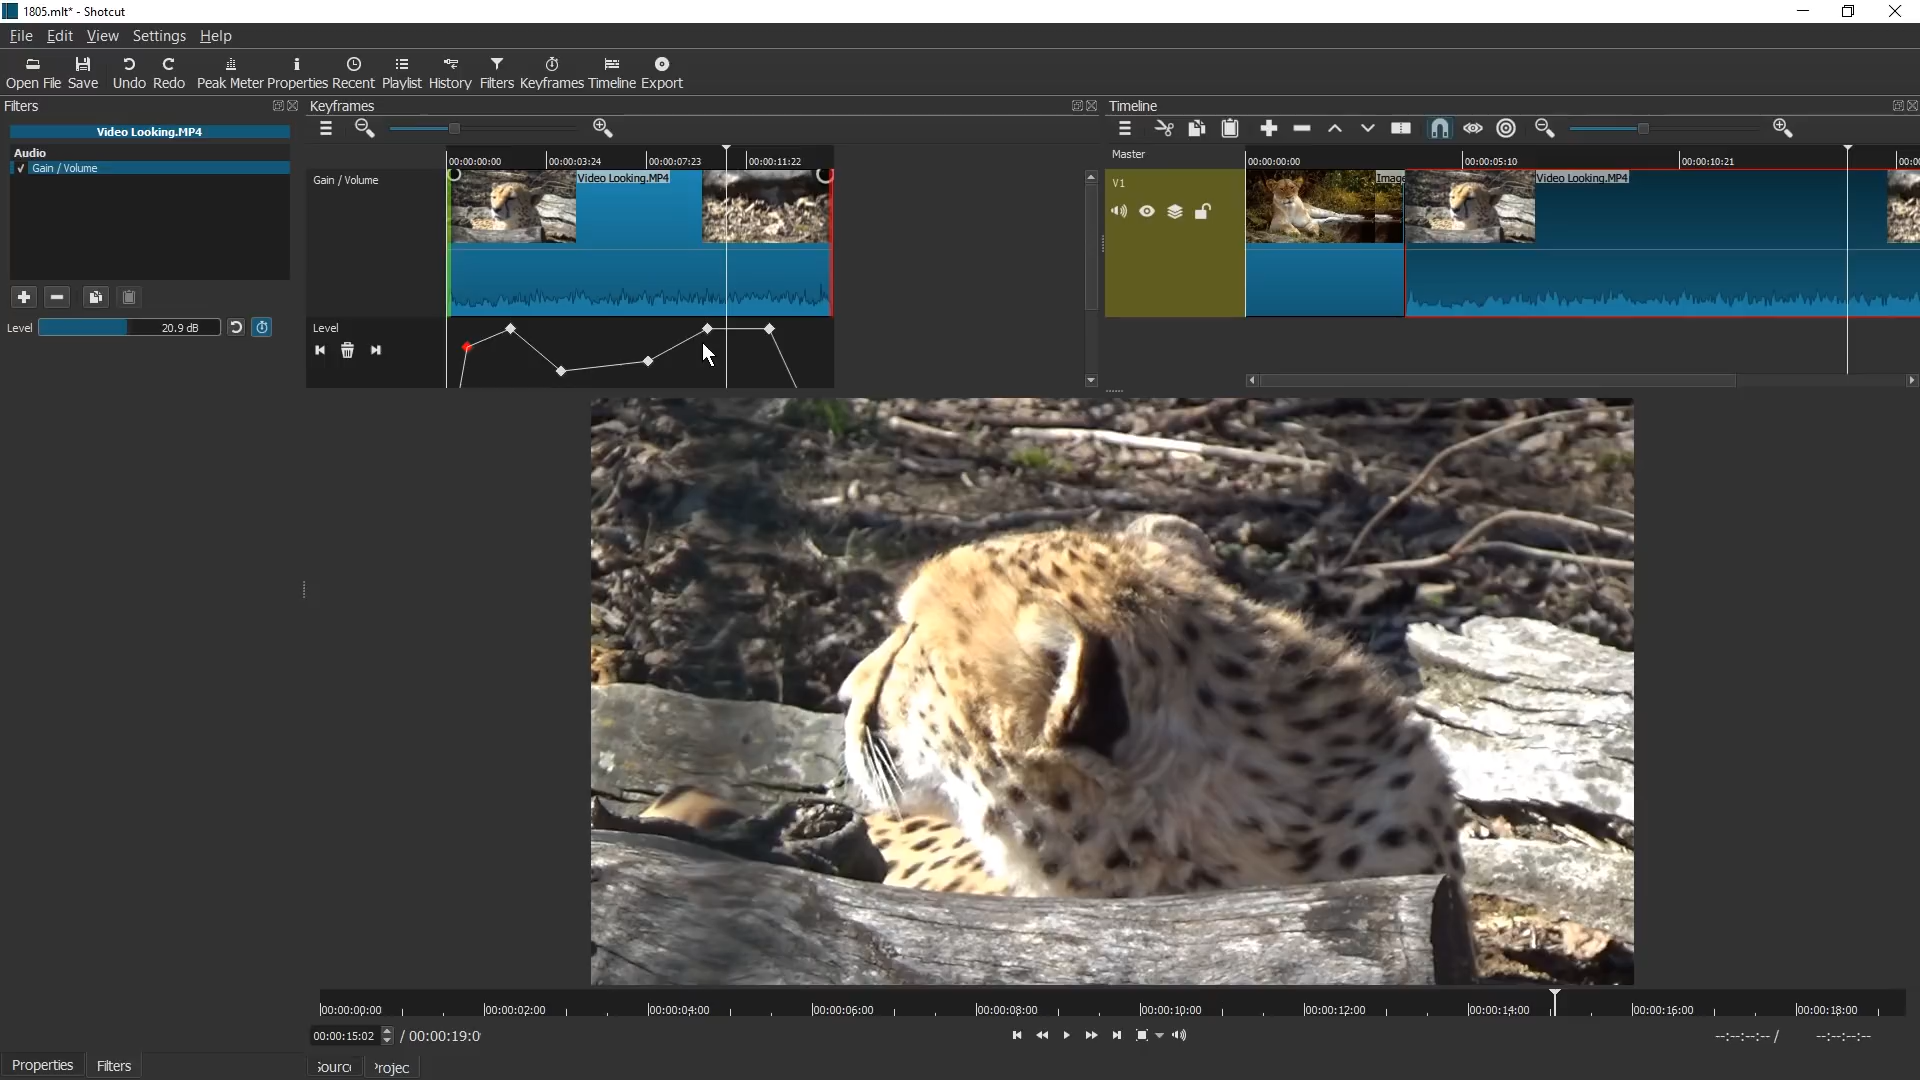 1805.mlt* - Shotcut
File Edit View Settings Help
Open File Save Undo Redo Peak Meter Properties Recent Playlist History Filters Keyframes Timeline Export
Filters
Video Looking.MP4
Audio
✓ Gain / Volume
Level 20.9 dB
Keyframes
00:00:00:00 00:00:03:24 00:00:07:23 00:00:11:22
Gain / Volume
Video Looking.MP4
Level
Timeline
Master
00:00:00:00 00:00:05:10 00:00:10:21
V1
Video Looking.MP4
00:00:00:00 00:00:02:00 00:00:04:00 00:00:06:00 00:00:08:00 00:00:10:00 00:00:12:00 00:00:14:00 00:00:16:00 00:00:18:00
00:00:15:02 / 00:00:19:0
--:--:--:-- / --:--:--:--
Properties Filters